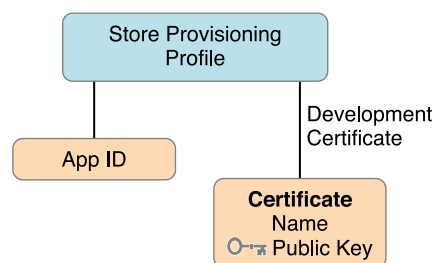 Store Provisioning
Profile
Development
Certificate
App ID
Certificate
Name
Public Key